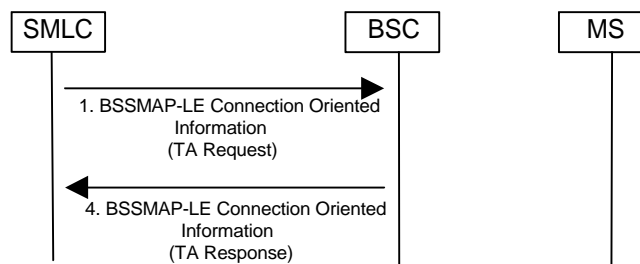 SMLC
BSC
MS
1. BSSMAP-LE Connection Oriented
Information
(TA Request)
4. BSSMAP-LE Connection Oriented
Information
(TA Response)